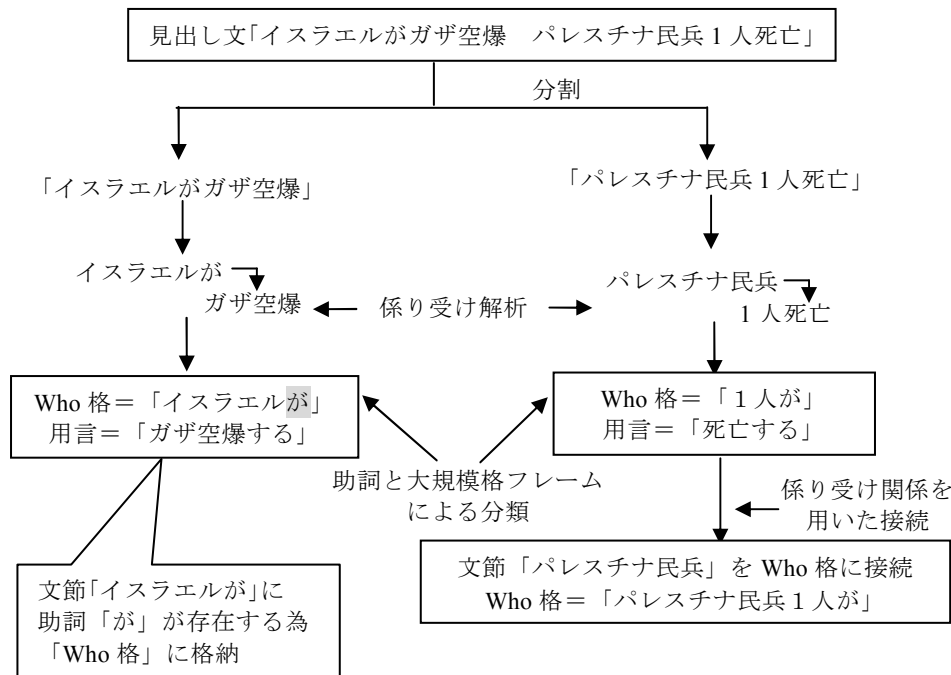 見出し文「イスラエルがガザ空爆　パレスチナ民兵1人死亡」
分割
「イスラエルがガザ空爆」
「パレスチナ民兵1人死亡」
イスラエルが
ガザ空爆
係り受け解析
パレスチナ民兵
1人死亡
Who 格＝「イスラエルが」
用言＝「ガザ空爆する」
Who 格＝「１人が」
用言＝「死亡する」
助詞と大規模格フレーム
による分類
係り受け関係を
用いた接続
文節「イスラエルが」に
助詞「が」が存在する為
「Who 格」に格納
文節「パレスチナ民兵」を Who 格に接続
Who 格＝「パレスチナ民兵１人が」